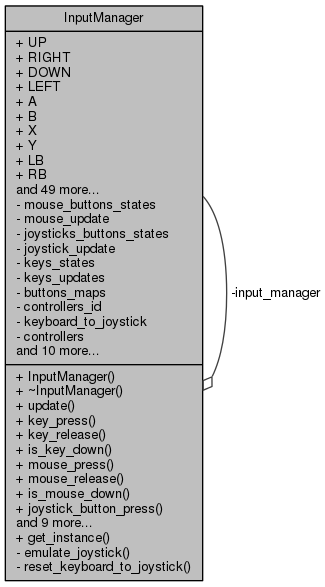 InputManager
+ UP
+ RIGHT
+ DOWN
+ LEFT
+ A
+ B
+ X
+ Y
+ LB
+ RB
and 49 more...
- mouse_buttons_states
- mouse_update
- joysticks_buttons_states
- joystick_update
- keys_states
- keys_updates
- buttons_maps
- controllers_id
- keyboard_to_joystick
- controllers
and 10 more...
+ InputManager()
+ ~InputManager()
+ update()
+ key_press()
+ key_release()
+ is_key_down()
+ mouse_press()
+ mouse_release()
+ is_mouse_down()
+ joystick_button_press()
and 9 more...
+ get_instance()
- emulate_joystick()
- reset_keyboard_to_joystick()
-input_manager